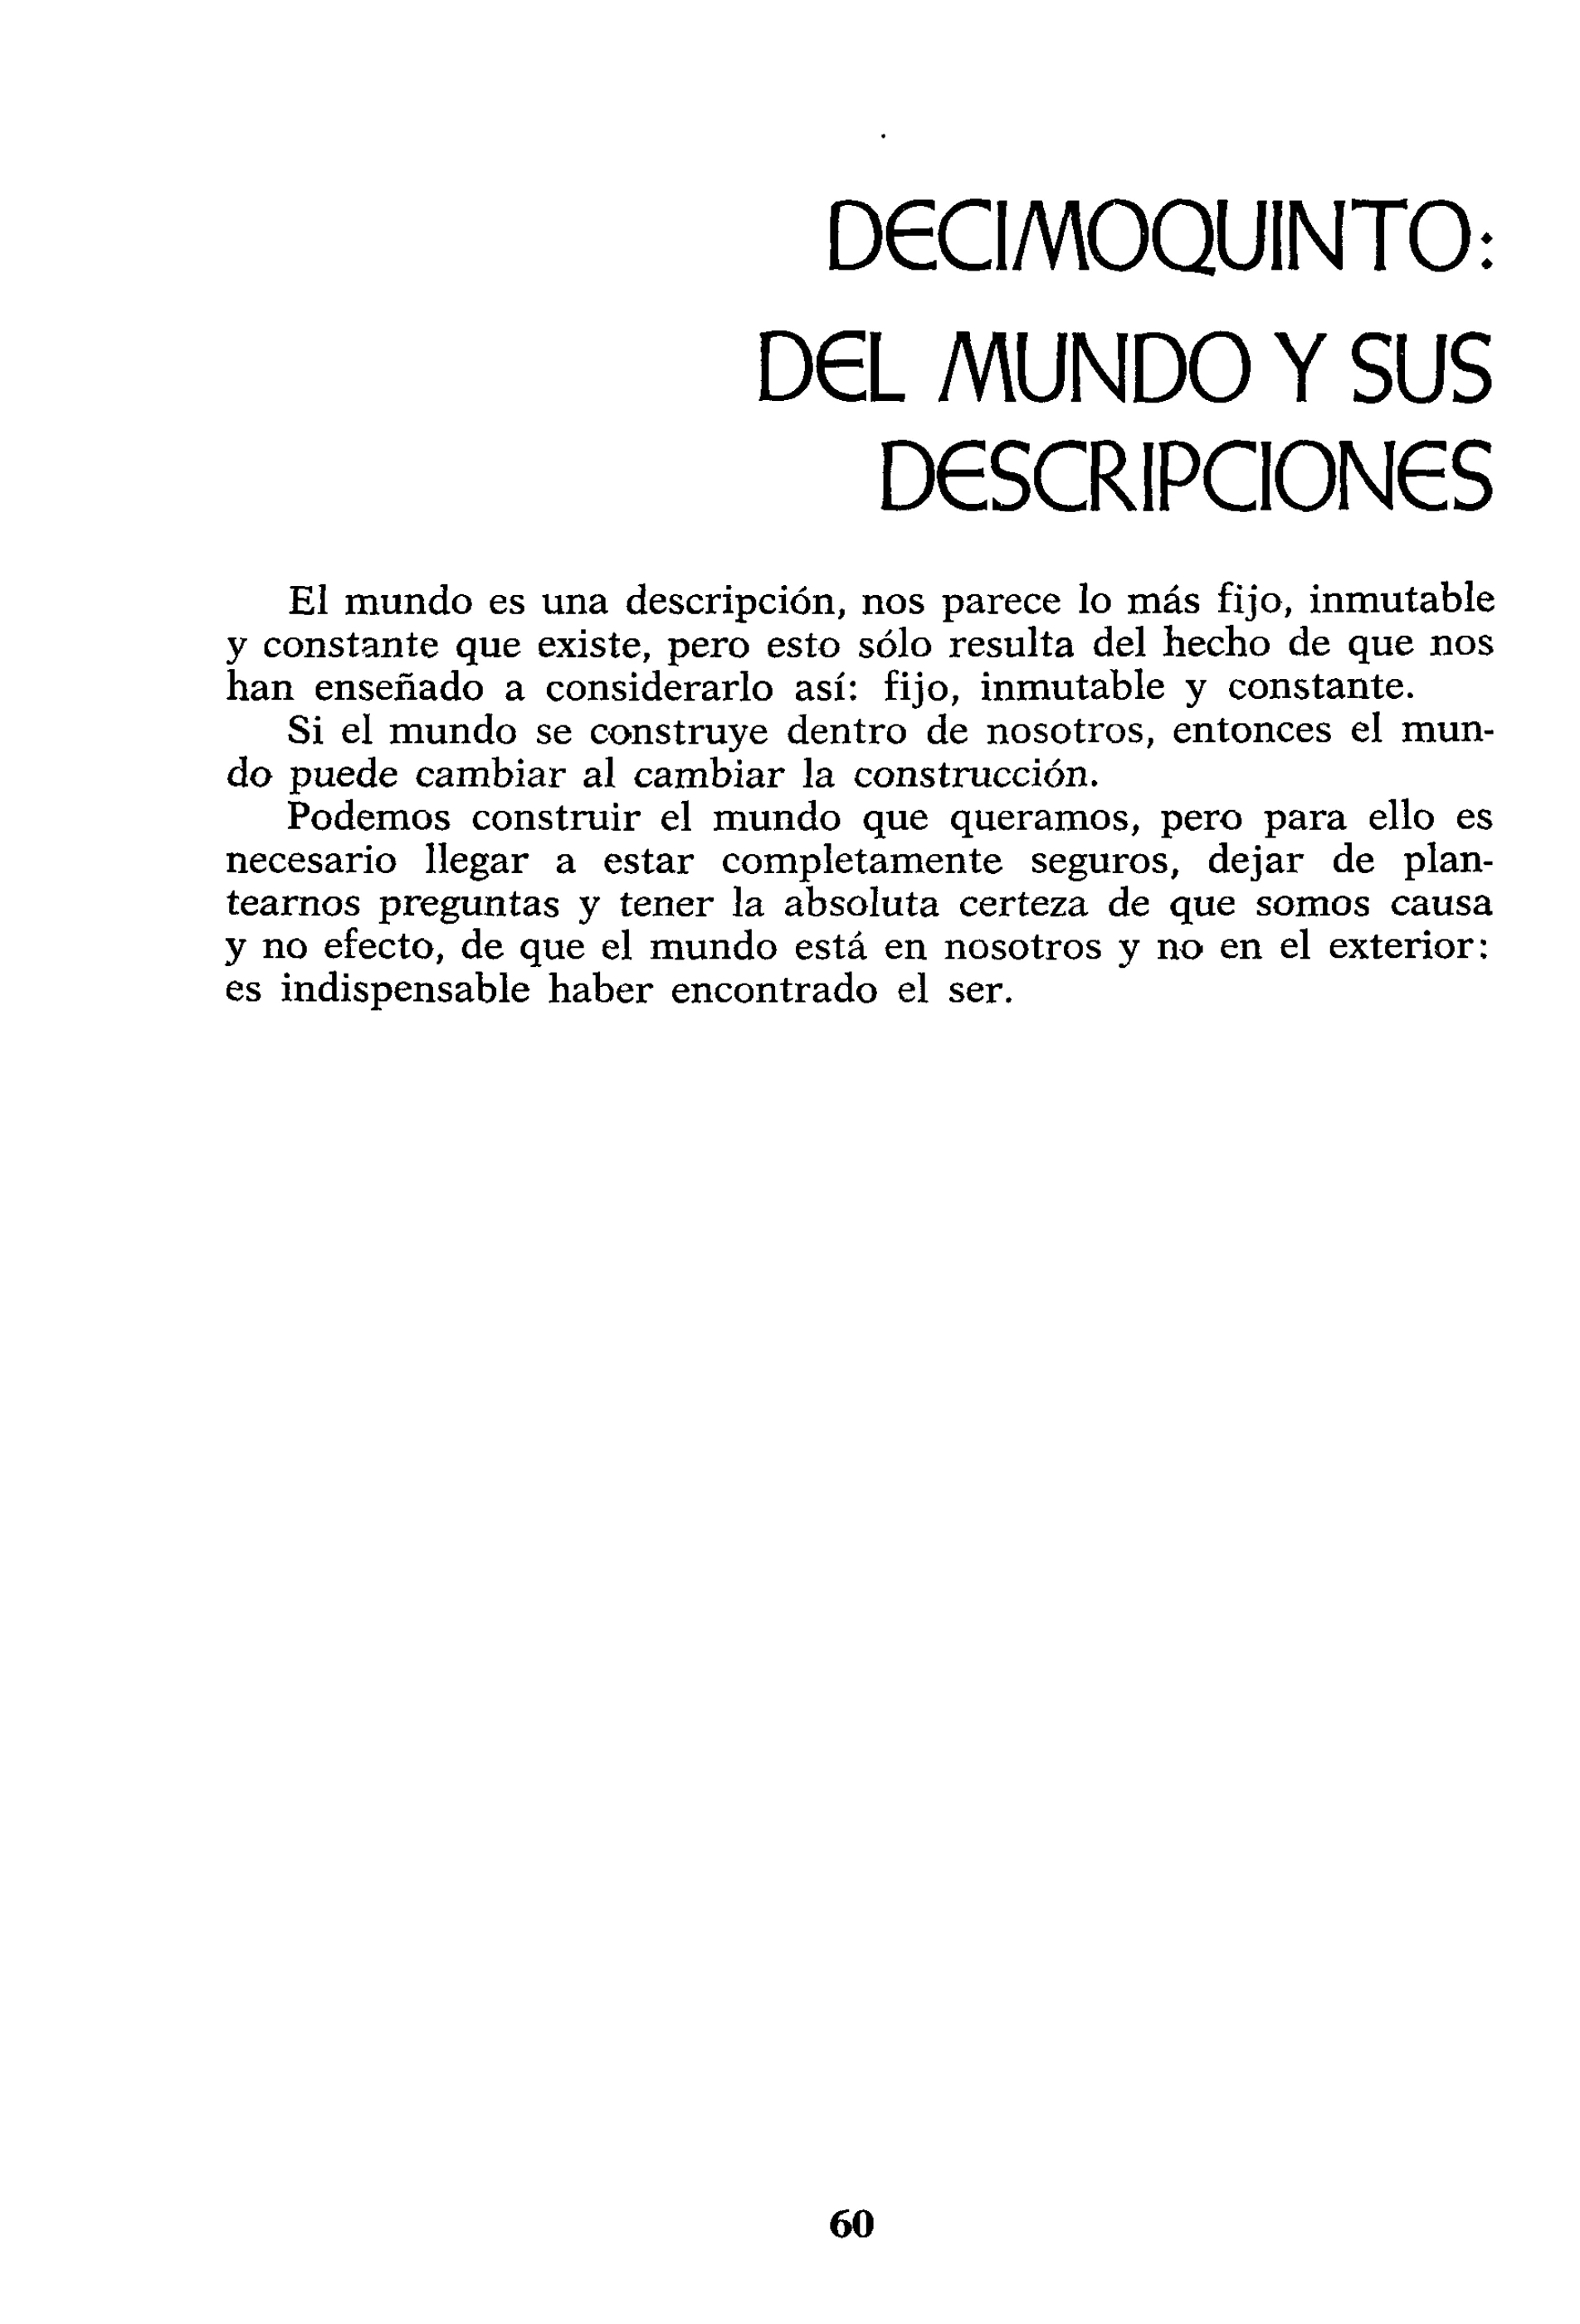 DECIMOQUINTO:
DEL MUNDO Y SUS
DESCRIPCIONES
El mundo es una descripción, nos parece lo más fijo, inmutable
y constante que existe, pero esto sólo resulta del hecho de que nos
han enseñado a considerarlo así: fijo, inmutable y constante.
Si el mundo se construye dentro de nosotros, entonces el mun-
do puede cambiar al cambiar la construcción.
Podemos construir el mundo que queramos, pero para ello es
necesario llegar a estar completamente seguros, dejar de plan-
tearnos preguntas y tener la absoluta certeza de que somos causa
y no efecto, de que el mundo está en nosotros y no en el exterior:
es indispensable haber encontrado el ser.
60